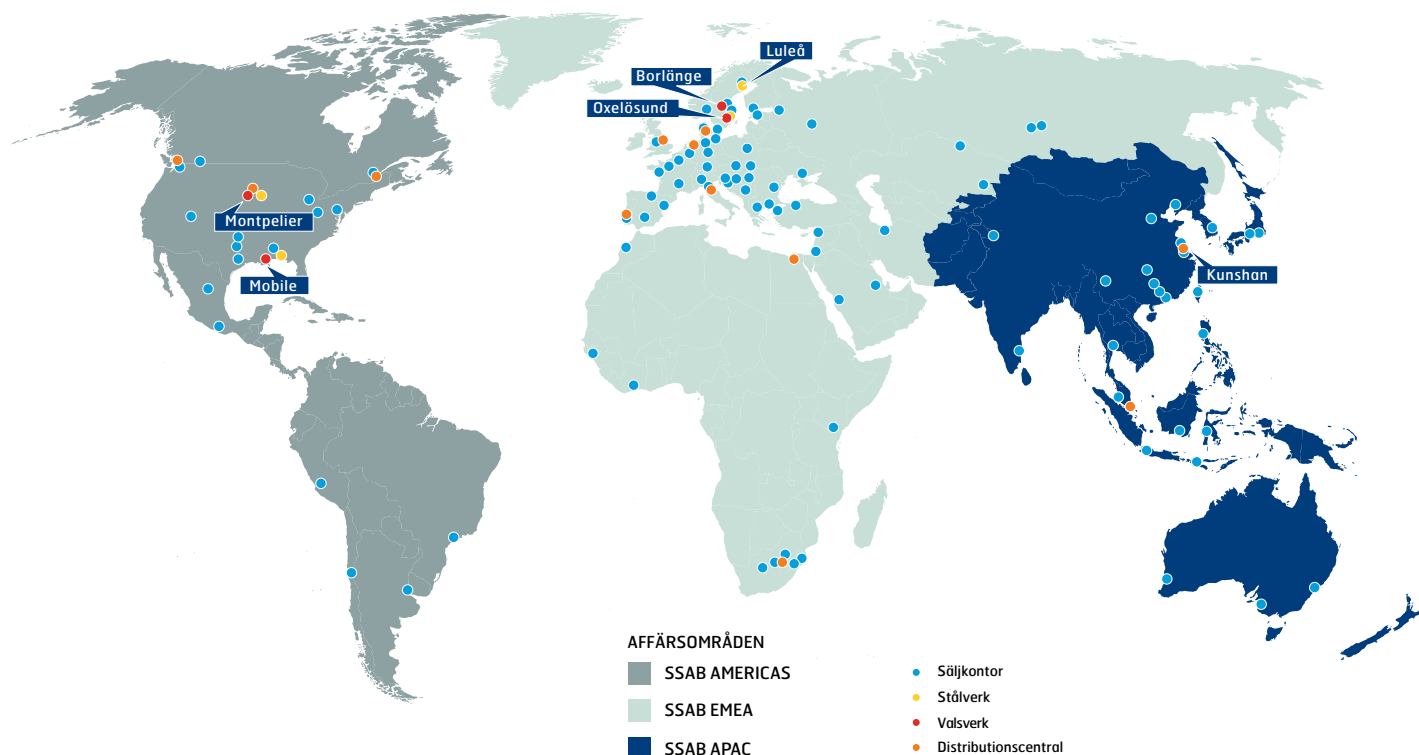 Luleå
Borlänge
Oxelösund
Montpelier
Mobile
Kunshan
AFFÄRSOMRÅDEN
SSAB AMERICAS
SSAB EMEA
SSAB APAC
Säljkontor
Stålverk
Valsverk
Distributionscentral